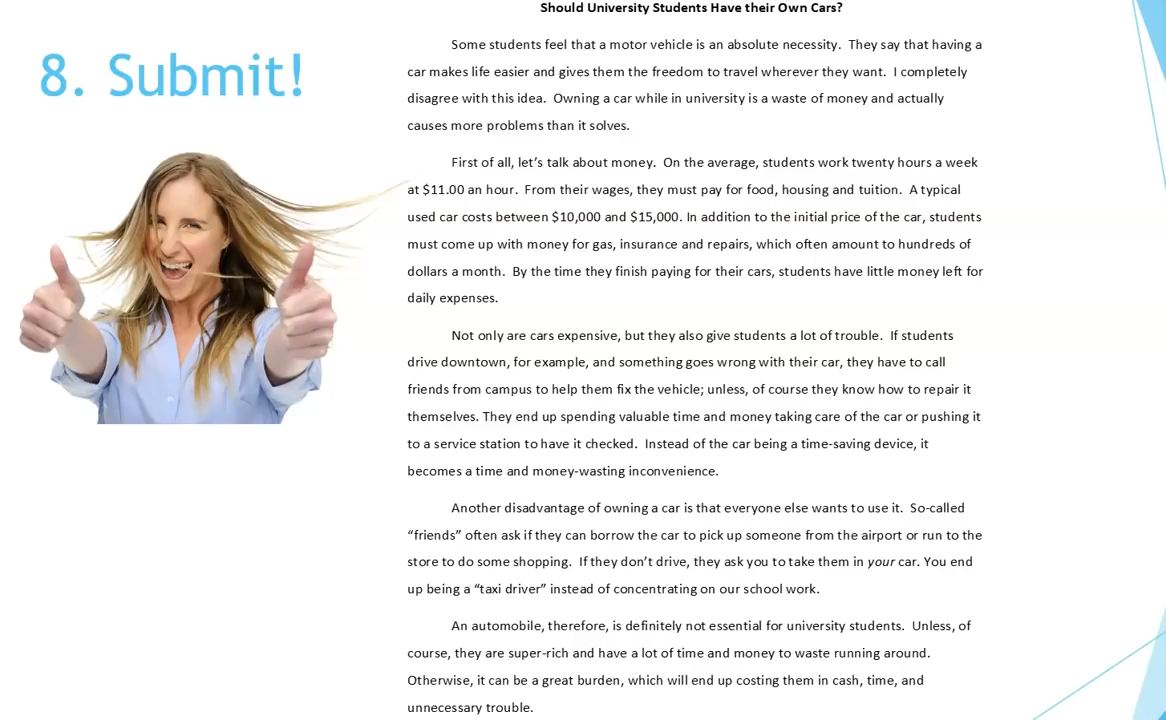 8. Submit!
Should University Students Have their Own Cars?
Some students feel that a motor vehicle is an absolute necessity. They say that having a
car makes life easier and gives them the freedom to travel wherever they want. I completely
disagree with this idea. Owning a car while in university is a waste of money and actually
causes more problems than it solves.
First of all, let's talk about money. On the average, students work twenty hours a week
at $11.00 an hour. From their wages, they must pay for food, housing and tuition. A typical
used car costs between $10,000 and $15,000. In addition to the initial price of the car, students
must come up with money for gas, insurance and repairs, which often amount to hundreds of
dollars a month. By the time they finish paying for their cars, students have little money left for
daily expenses.
Not only are cars expensive, but they also give students a lot of trouble. If students
drive downtown, for example, and something goes wrong with their car, they have to call
friends from campus to help them fix the vehicle; unless, of course they know how to repair it
themselves. They end up spending valuable time and money taking care of the car or pushing it
to a service station to have it checked. Instead of the car being a time-saving device, it
becomes a time and money-wasting inconvenience.
Another disadvantage of owning a car is that everyone else wants to use it. So-called
“friends” often ask if they can borrow the car to pick up someone from the airport or run to the
store to do some shopping. If they don't drive, they ask you to take them in your car. You end
up being a “taxi driver” instead of concentrating on our school work.
An automobile, therefore, is definitely not essential for university students. Unless, of
course, they are super-rich and have a lot of time and money to waste running around.
Otherwise, it can be a great burden, which will end up costing them in cash, time, and
unnecessary trouble.